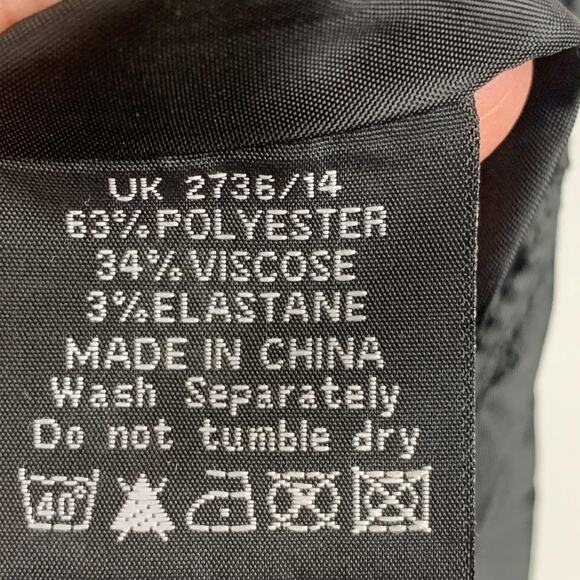 UK 2736/14
63% POLYESTER
34% VISCOSE
3% ELASTANE
MADE IN CHINA
Wash Separately
Do not tumble dry
40°